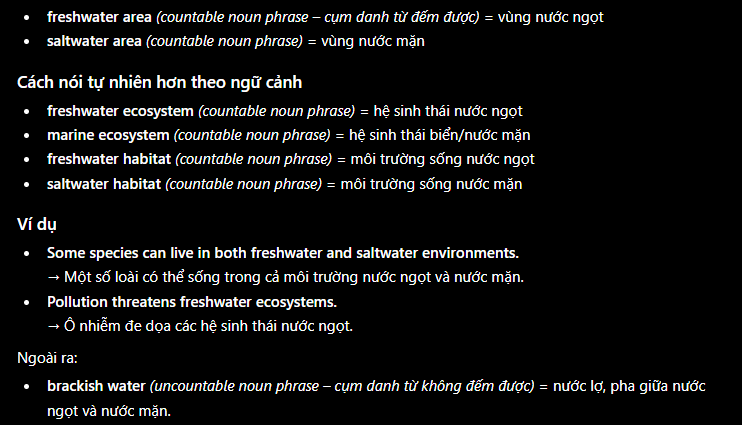 • freshwater area (countable noun phrase – cụm danh từ đếm được) = vùng nước ngọt
• saltwater area (countable noun phrase) = vùng nước mặn
Cách nói tự nhiên hơn theo ngữ cảnh
• freshwater ecosystem (countable noun phrase) = hệ sinh thái nước ngọt
• marine ecosystem (countable noun phrase) = hệ sinh thái biển/nước mặn
• freshwater habitat (countable noun phrase) = môi trường sống nước ngọt
• saltwater habitat (countable noun phrase) = môi trường sống nước mặn
Ví dụ
• Some species can live in both freshwater and saltwater environments.
→ Một số loài có thể sống trong cả môi trường nước ngọt và nước mặn.
• Pollution threatens freshwater ecosystems.
→ Ô nhiễm đe dọa các hệ sinh thái nước ngọt.
Ngoài ra:
• brackish water (uncountable noun phrase – cụm danh từ không đếm được) = nước lợ, pha giữa nước
ngọt và nước mặn.